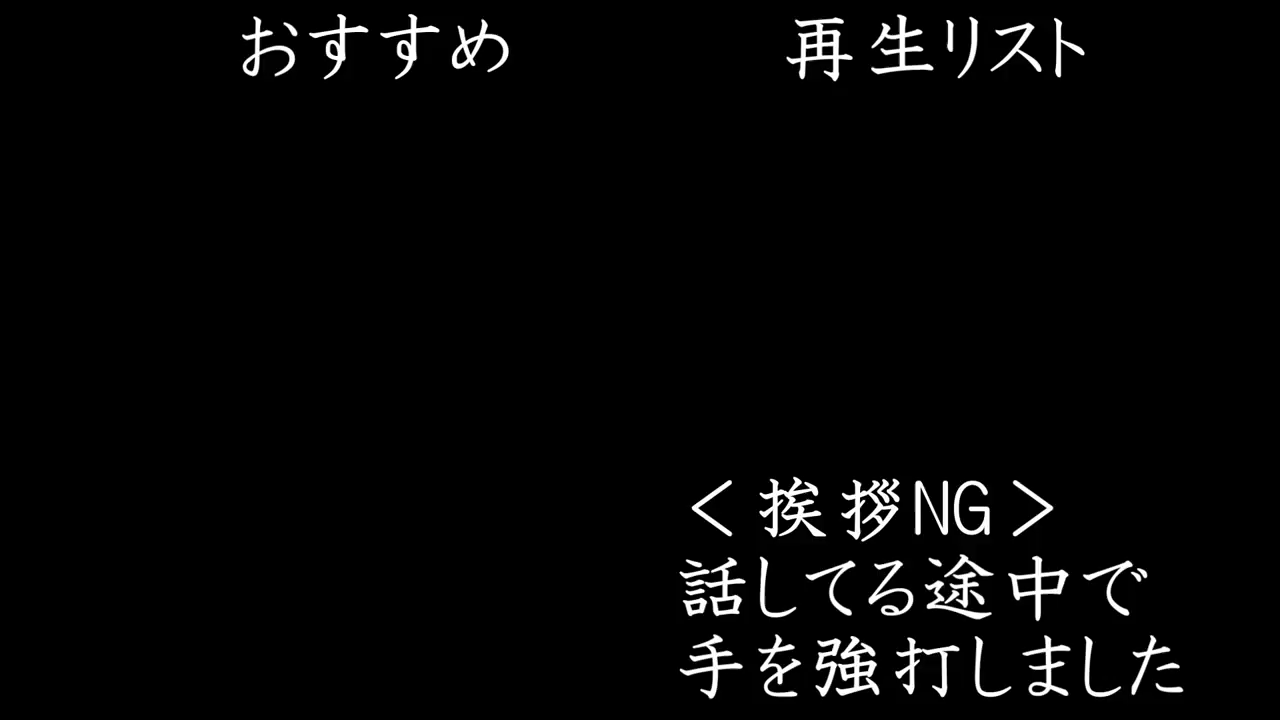 おすすめ
再生リスト
＜挨拶NG＞
話してる途中で
手を強打しました